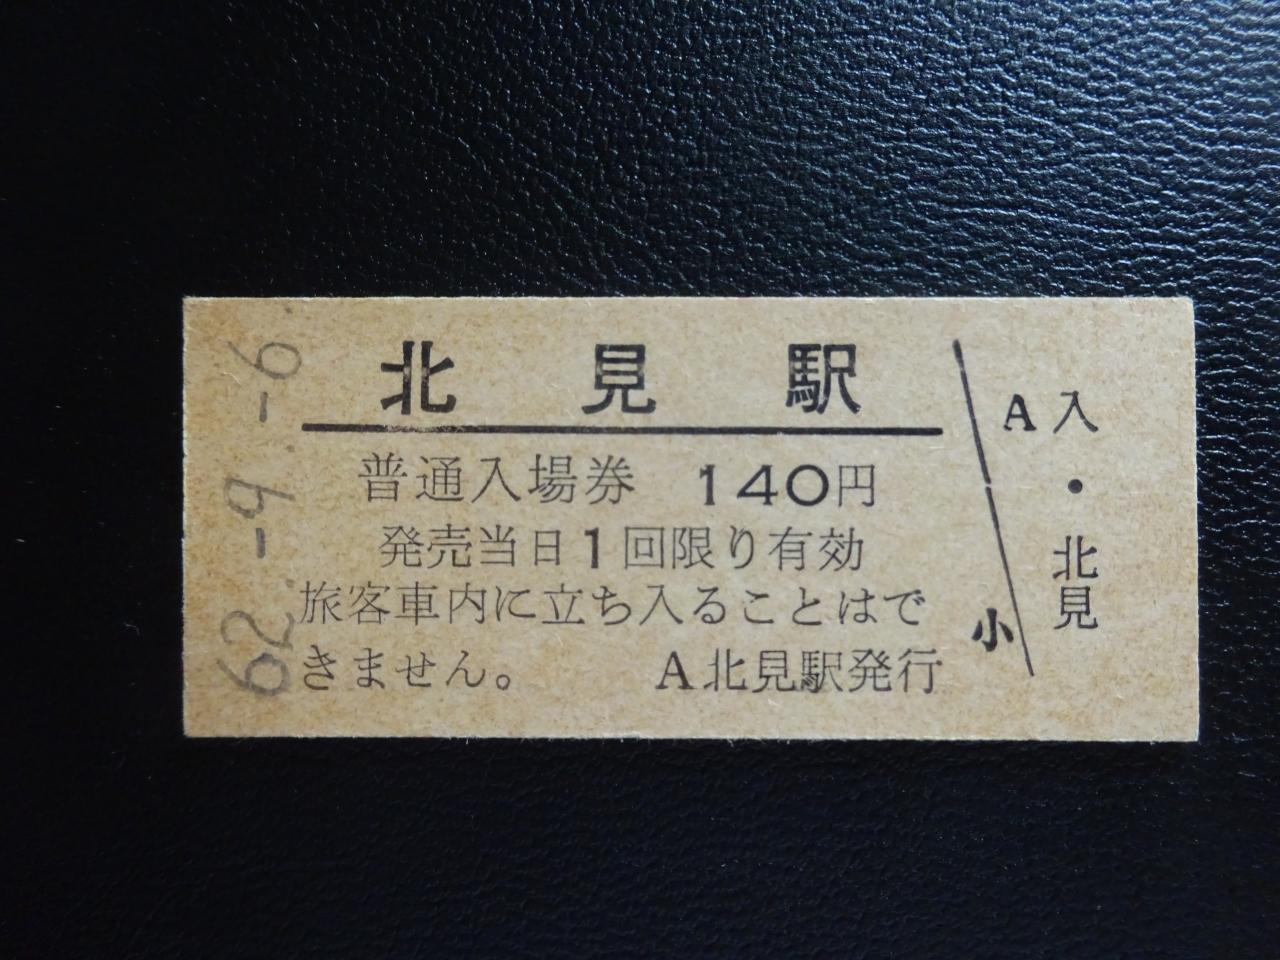 北見駅
普通入場券 140円
発売当日1回限り有効
旅客車内に立ち入ることはで
きません。 A北見駅発行
小
A
入・北見
62.-9.-6